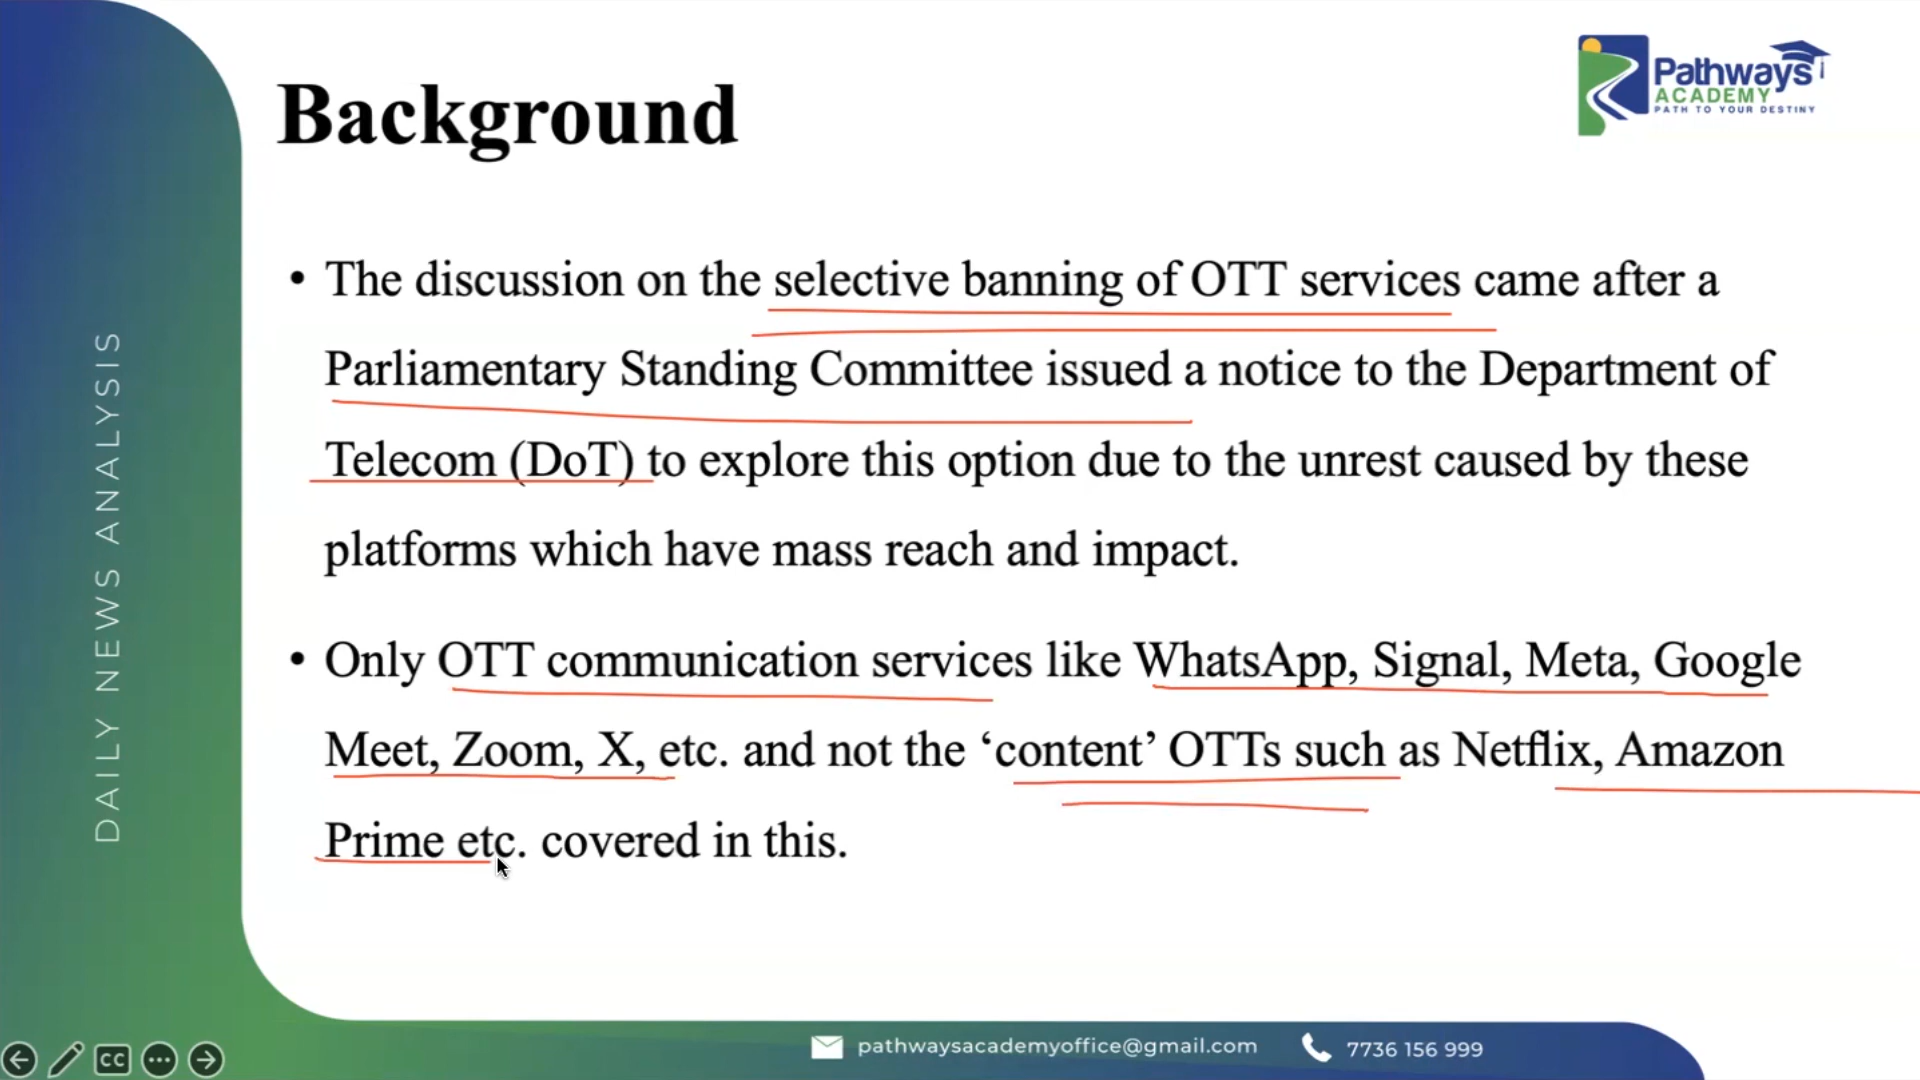 Pathways
ACADEMY
PATH TO YOUR DESTINY
Background
DAILY NEWS ANALYSIS
• The discussion on the selective banning of OTT services came after a
Parliamentary Standing Committee issued a notice to the Department of
Telecom (DoT) to explore this option due to the unrest caused by these
platforms which have mass reach and impact.
• Only OTT communication services like WhatsApp, Signal, Meta, Google
Meet, Zoom, X, etc. and not the ‘content’ OTTs such as Netflix, Amazon
Prime etc. covered in this.
CC
pathwaysacademyoffice@gmail.com
7736 156 999